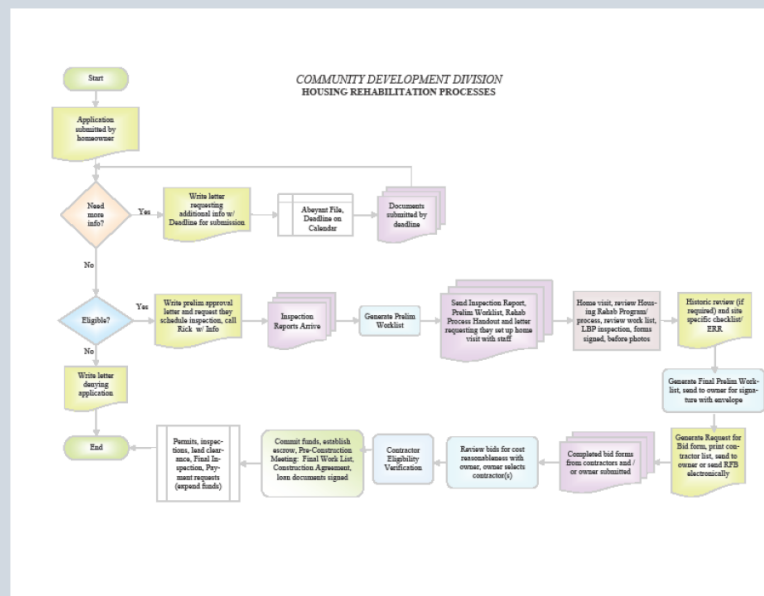 COMMUNITY DEVELOPMENT DIVISION
HOUSING REHABILITATION PROCESSES
Start
Application
submitted by
homeowner
Need
more
info?
Yes
Write letter
requesting
additional info w/
Deadline for submission
Abeyant File,
Deadline on
Calendar
Documents
submitted by
deadline
No
Eligible?
Yes
Write prelim approval
letter and request they
schedule inspection, call
Rick w/ Info
Inspection
Reports Arrive
Generate Prelim
Worklist
Send Inspection Report,
Prelim Worklist, Rehab
Process Handout and letter
requesting they set up home
visit with staff
Home visit, review Hous-
ing Rehab Program/
process, review work list,
LBP inspection, forms
signed, before photos
Historic review (if
required) and site
specific checklist/
ERR
No
Write letter
denying
application
Generate Final Prelim Work-
list, send to owner for signa-
ture with envelope
End
Permits, inspec-
tions, lead clear-
ance, Final In-
spection, Pay-
ment requests
(expend funds)
Commit funds, establish
escrow, Pre-Construction
Meeting: Final Work List,
Construction Agreement,
loan documents signed
Contractor
Eligibility
Verification
Review bids for cost
reasonableness with
owner, owner selects
contractor(s)
Completed bid forms
from contractors and /
or owner submitted
Generate Request for
Bid form, print con-
tractor list, send to
owner or send RFB
electronically